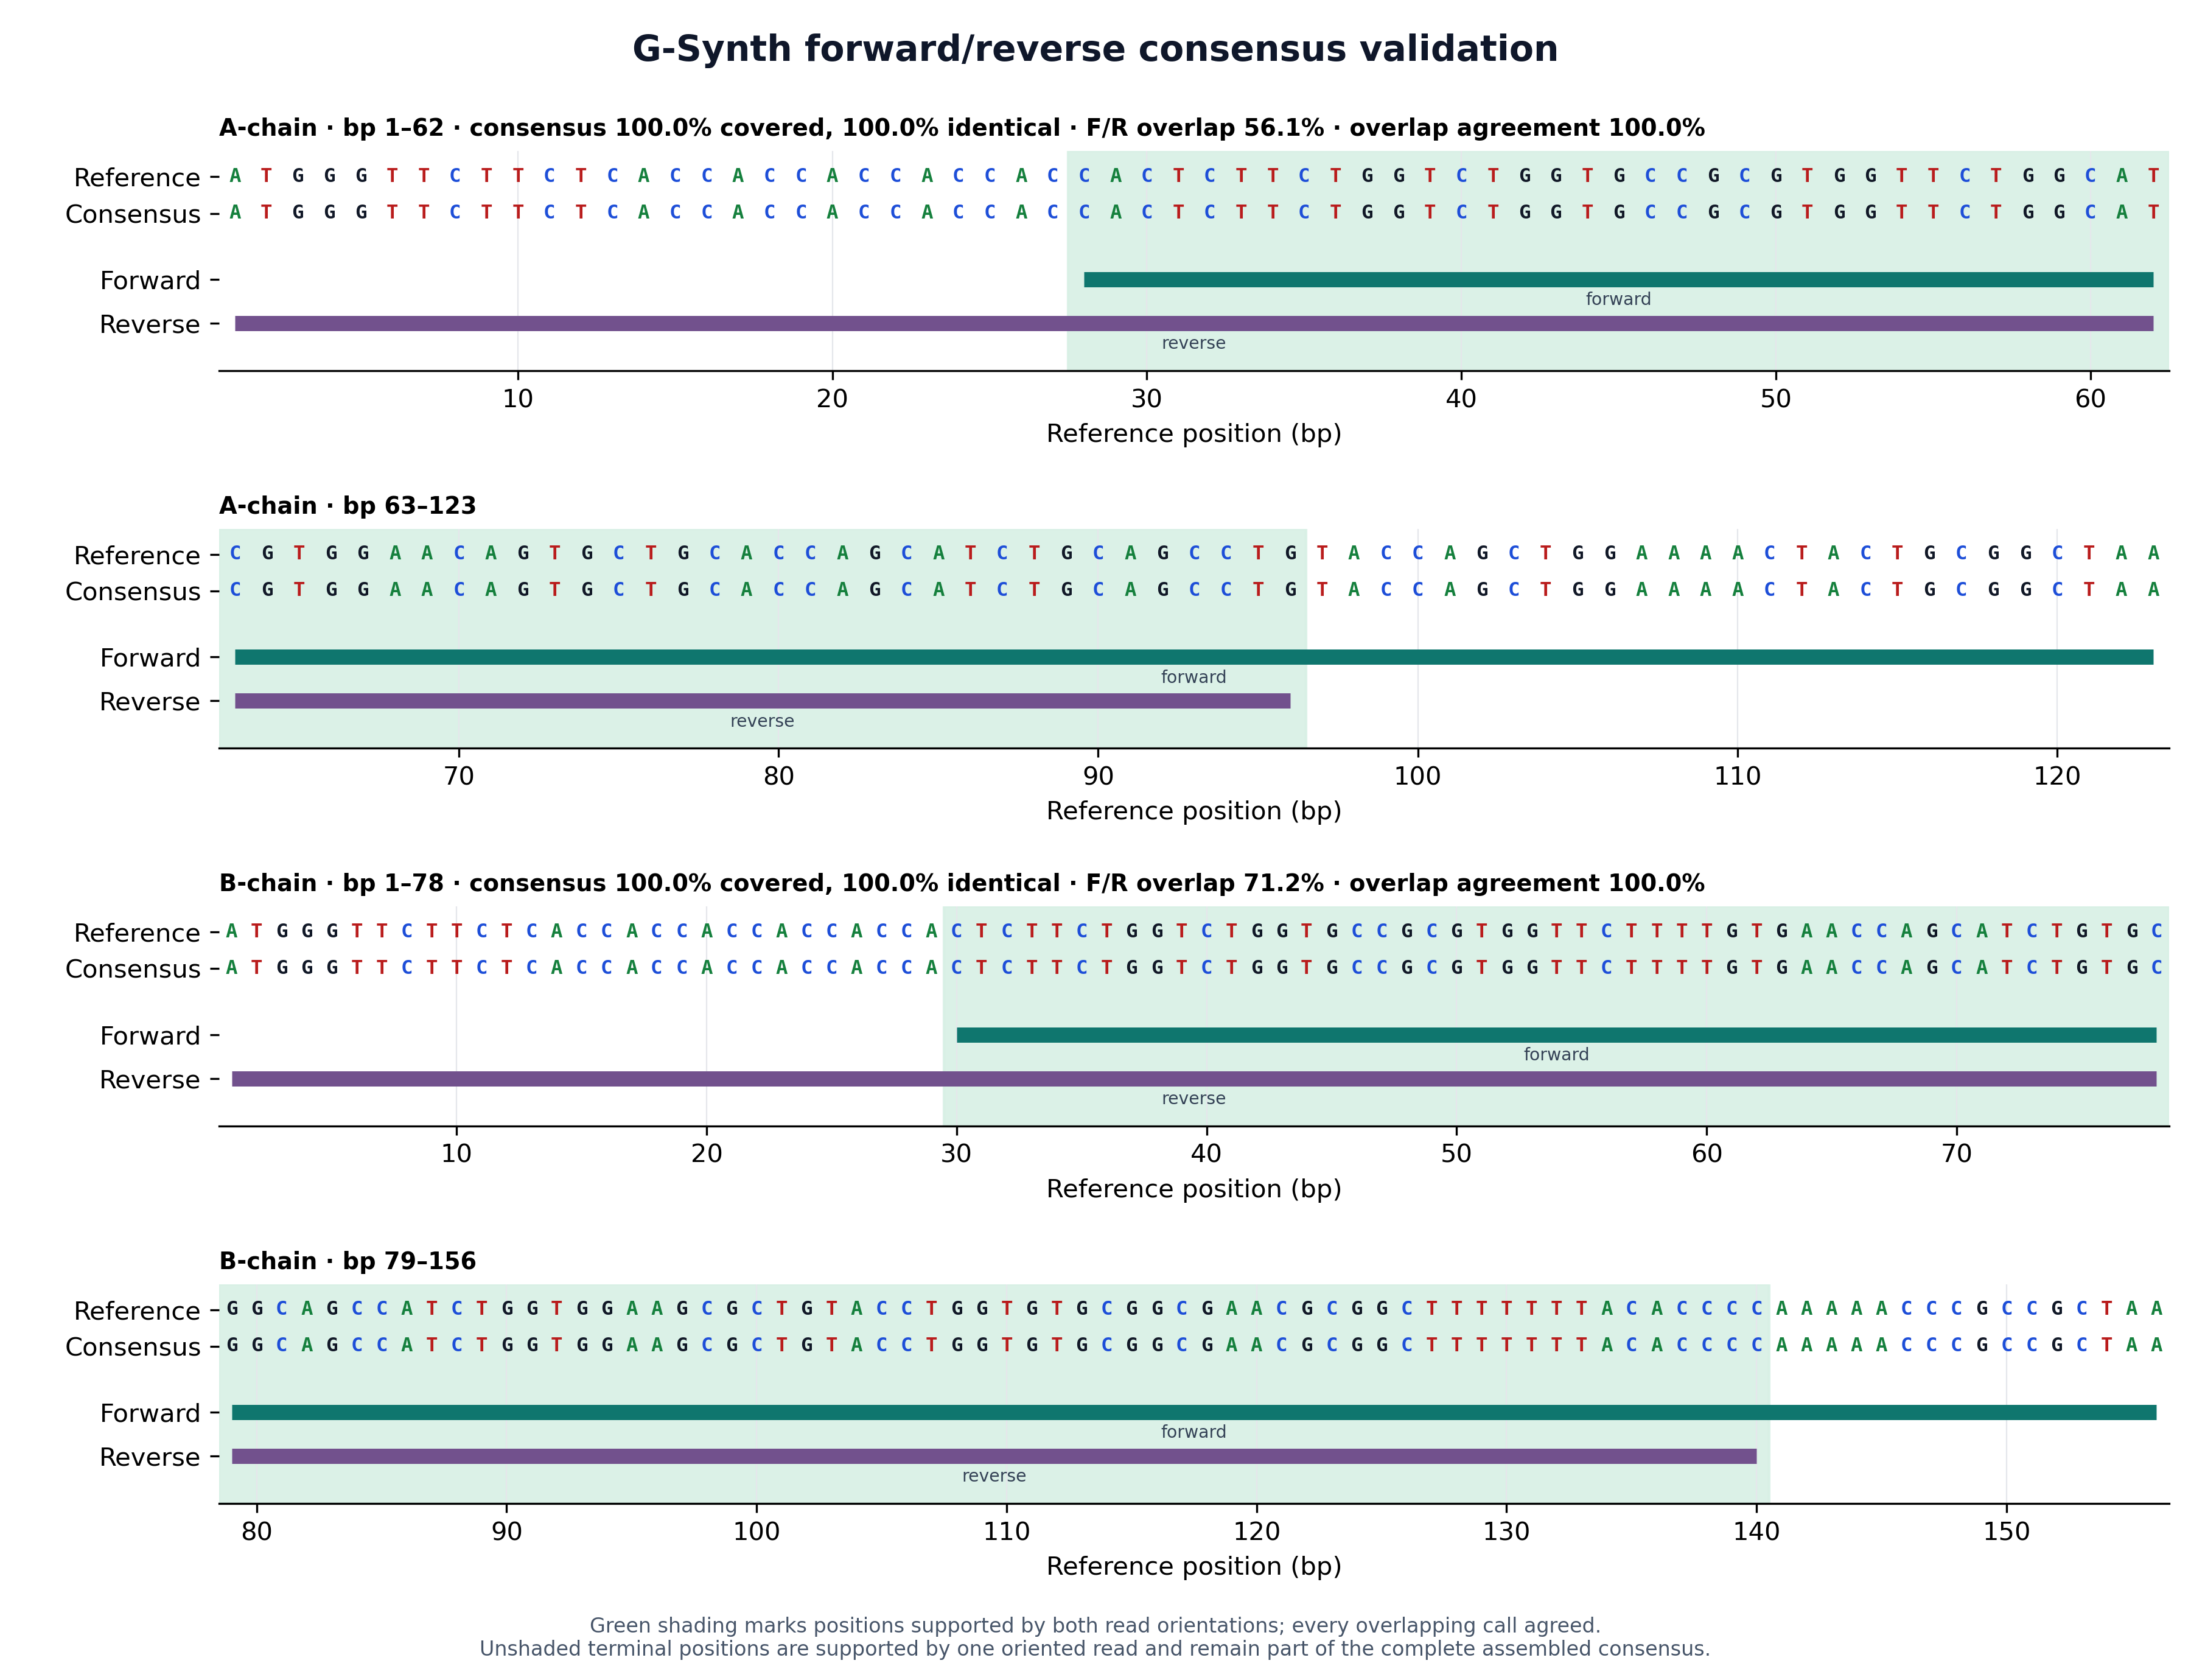 G-Synth forward/reverse consensus validation
A-chain · bp 1–62 · consensus 100.0% covered, 100.0% identical · F/R overlap 56.1% · overlap agreement 100.0%
Reference A T G G G T T C T T C T C A C C A C C A C C A C C A C C A C T C T T C T G G T C T G G T G C C G C G T G G T T C T G G C A T
Consensus A T G G G T T C T T C T C A C C A C C A C C A C C A C C A C T C T T C T G G T C T G G T G C C G C G T G G T T C T G G C A T
Forward
forward
Reverse
reverse
10 20 30 40 50 60
Reference position (bp)
A-chain · bp 63–123
Reference C G T G G A A C A G T G C T G C A C C A G C A T C T G C A G C C T G T A C C A G C T G G A A A A C T A C T G C G G C T A A
Consensus C G T G G A A C A G T G C T G C A C C A G C A T C T G C A G C C T G T A C C A G C T G G A A A A C T A C T G C G G C T A A
Forward
forward
Reverse
reverse
70 80 90 100 110 120
Reference position (bp)
B-chain · bp 1–78 · consensus 100.0% covered, 100.0% identical · F/R overlap 71.2% · overlap agreement 100.0%
Reference A T G G G T T C T T C T C A C C A C C A C C A C C A C C A C T C T T C T G G T C T G G T G C C G C G T G G T T C T T T T G T G A A C C A G C A T C T G T G C
Consensus A T G G G T T C T T C T C A C C A C C A C C A C C A C C A C T C T T C T G G T C T G G T G C C G C G T G G T T C T T T T G T G A A C C A G C A T C T G T G C
Forward
forward
Reverse
reverse
10 20 30 40 50 60 70
Reference position (bp)
B-chain · bp 79–156
Reference G G C A G C C A T C T G G T G G A A G C G C T G T A C C T G G T G T G C G G C G A A C G C G G C T T T T T T T A C A C C C C A A A A A C C C G C C G C T A A
Consensus G G C A G C C A T C T G G T G G A A G C G C T G T A C C T G G T G T G C G G C G A A C G C G G C T T T T T T T A C A C C C C A A A A A C C C G C C G C T A A
Forward
forward
Reverse
reverse
80 90 100 110 120 130 140 150
Reference position (bp)
Green shading marks positions supported by both read orientations; every overlapping call agreed.
Unshaded terminal positions are supported by one oriented read and remain part of the complete assembled consensus.